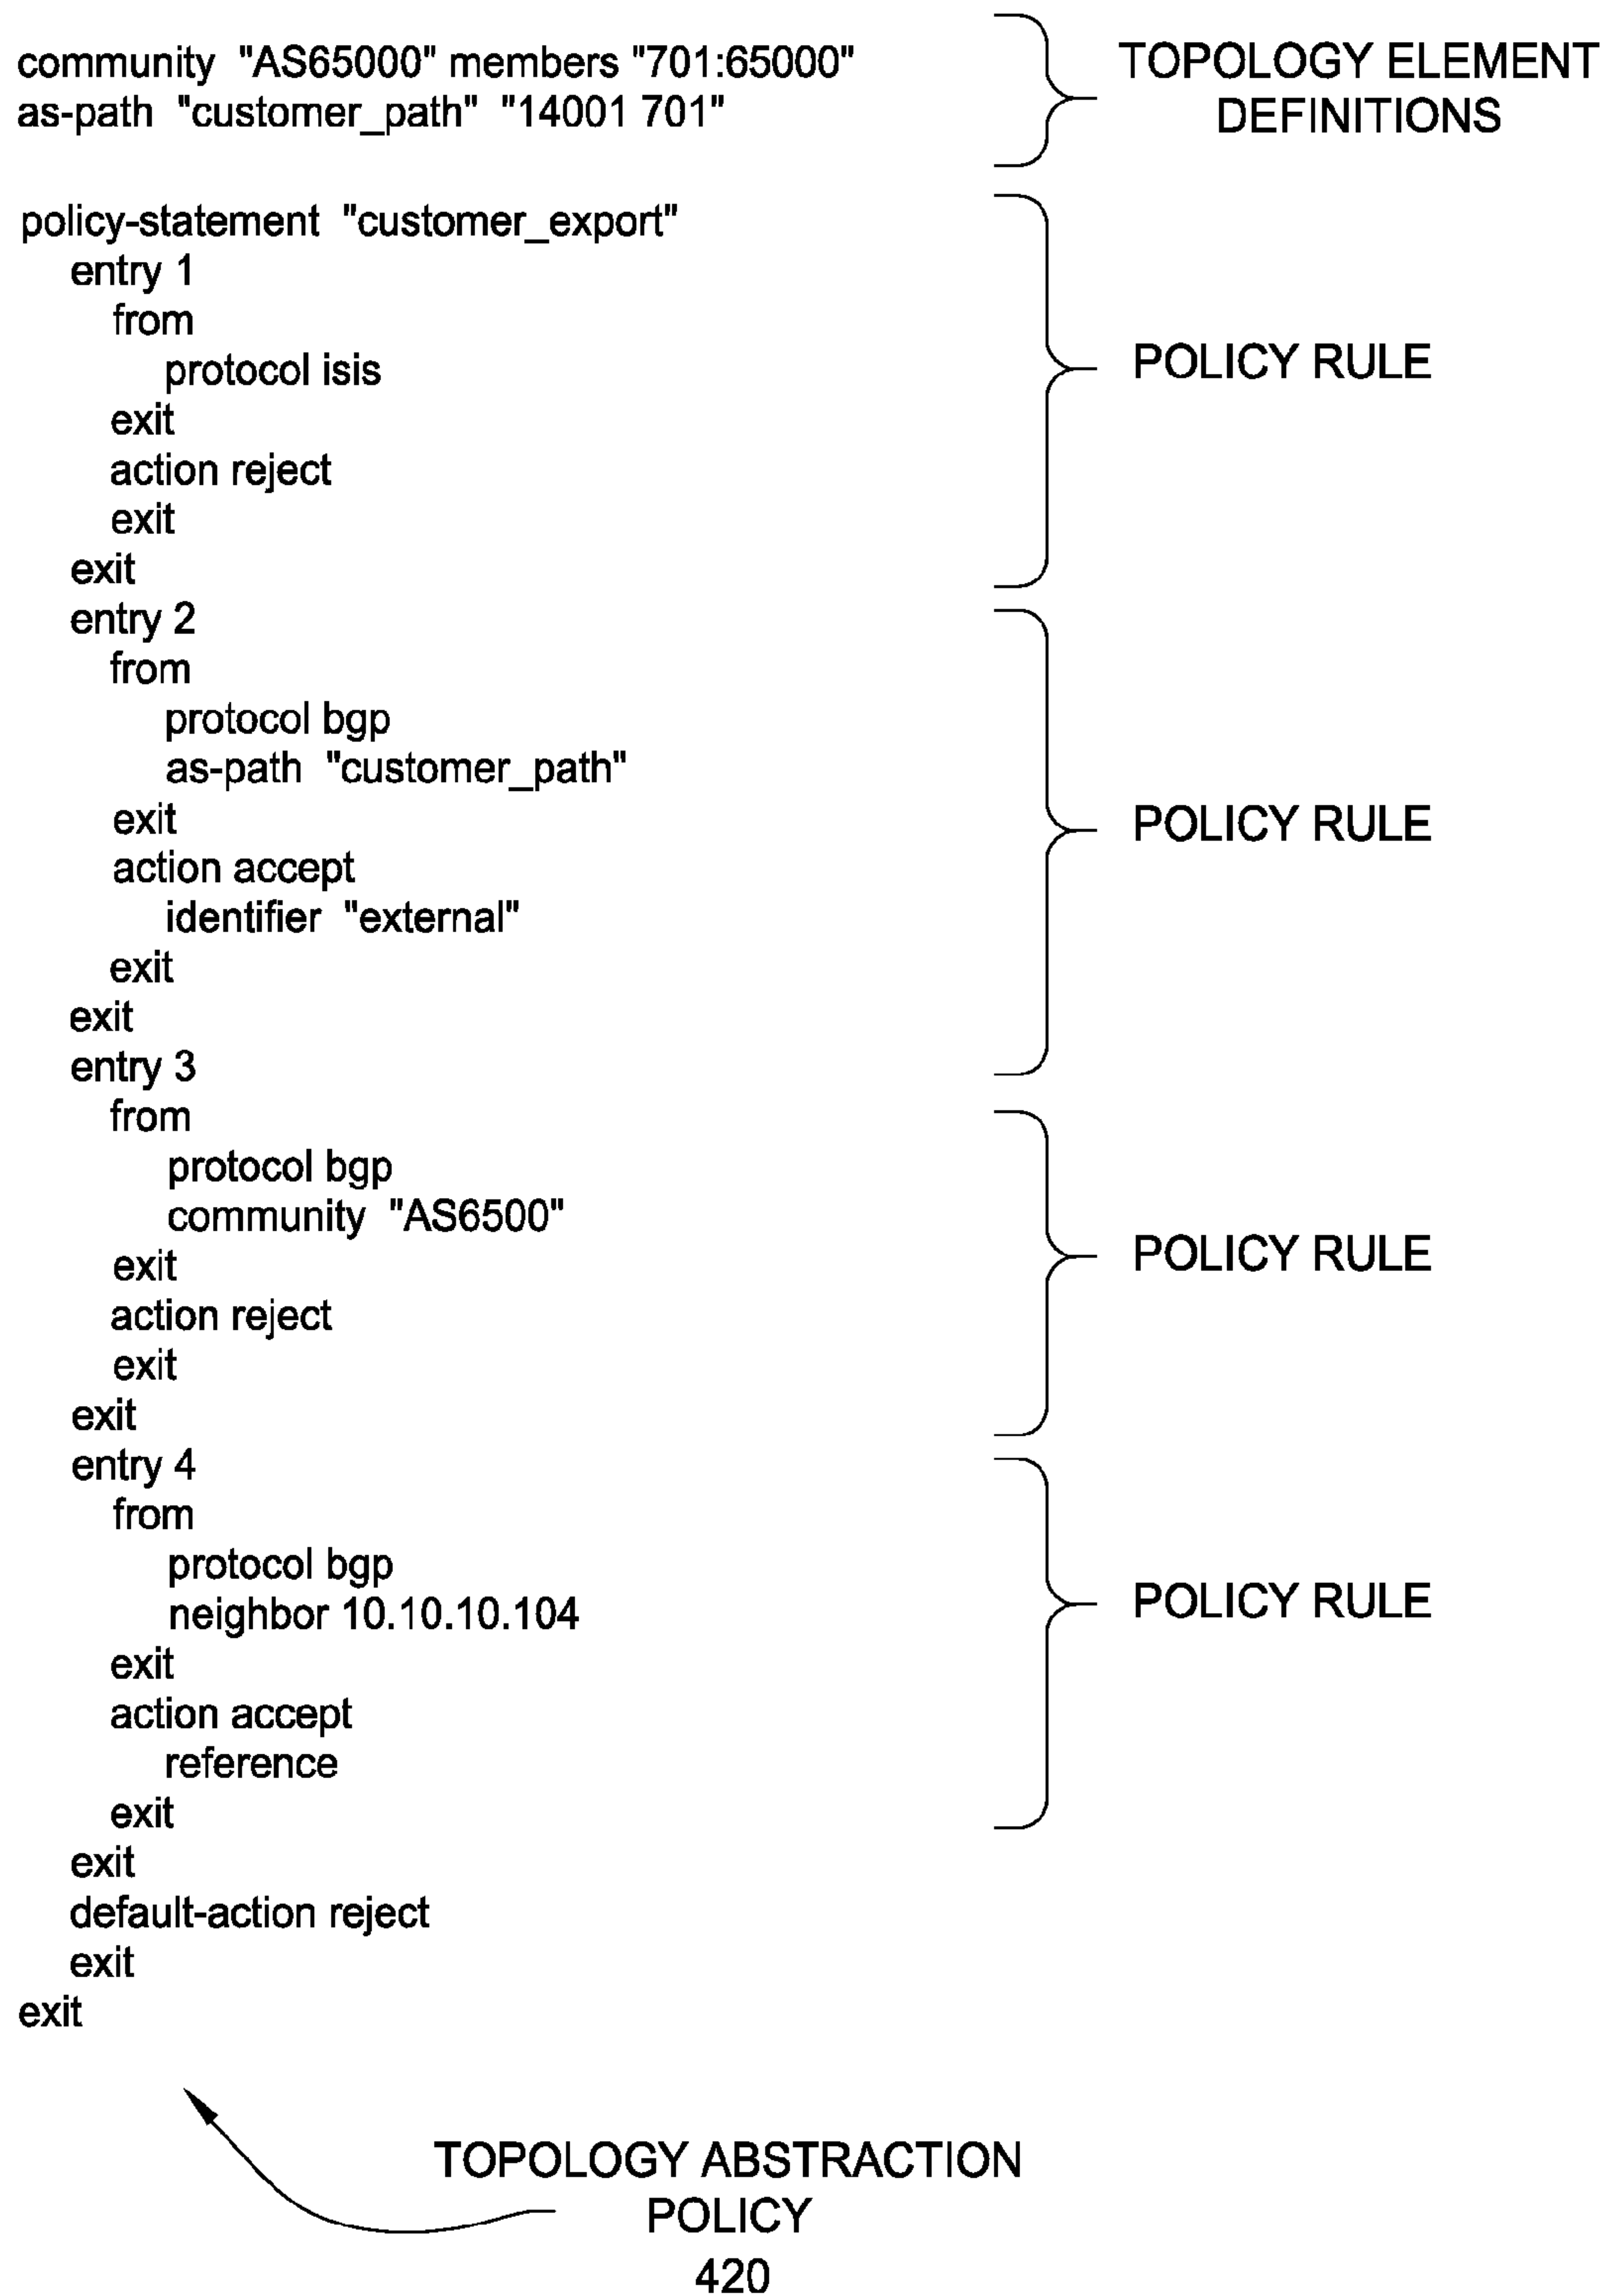 community "AS65000" members "701:65000"
as-path "customer_path" "14001 701"
TOPOLOGY ELEMENT
DEFINITIONS
policy-statement "customer_export"
entry 1
from
protocol isis
exit
action reject
exit
exit
POLICY RULE
entry 2
from
protocol bgp
as-path "customer_path"
exit
action accept
identifier "external"
exit
exit
POLICY RULE
entry 3
from
protocol bgp
community "AS6500"
exit
action reject
exit
exit
POLICY RULE
entry 4
from
protocol bgp
neighbor 10.10.10.104
exit
action accept
reference
exit
exit
POLICY RULE
default-action reject
exit
exit
TOPOLOGY ABSTRACTION
POLICY
420